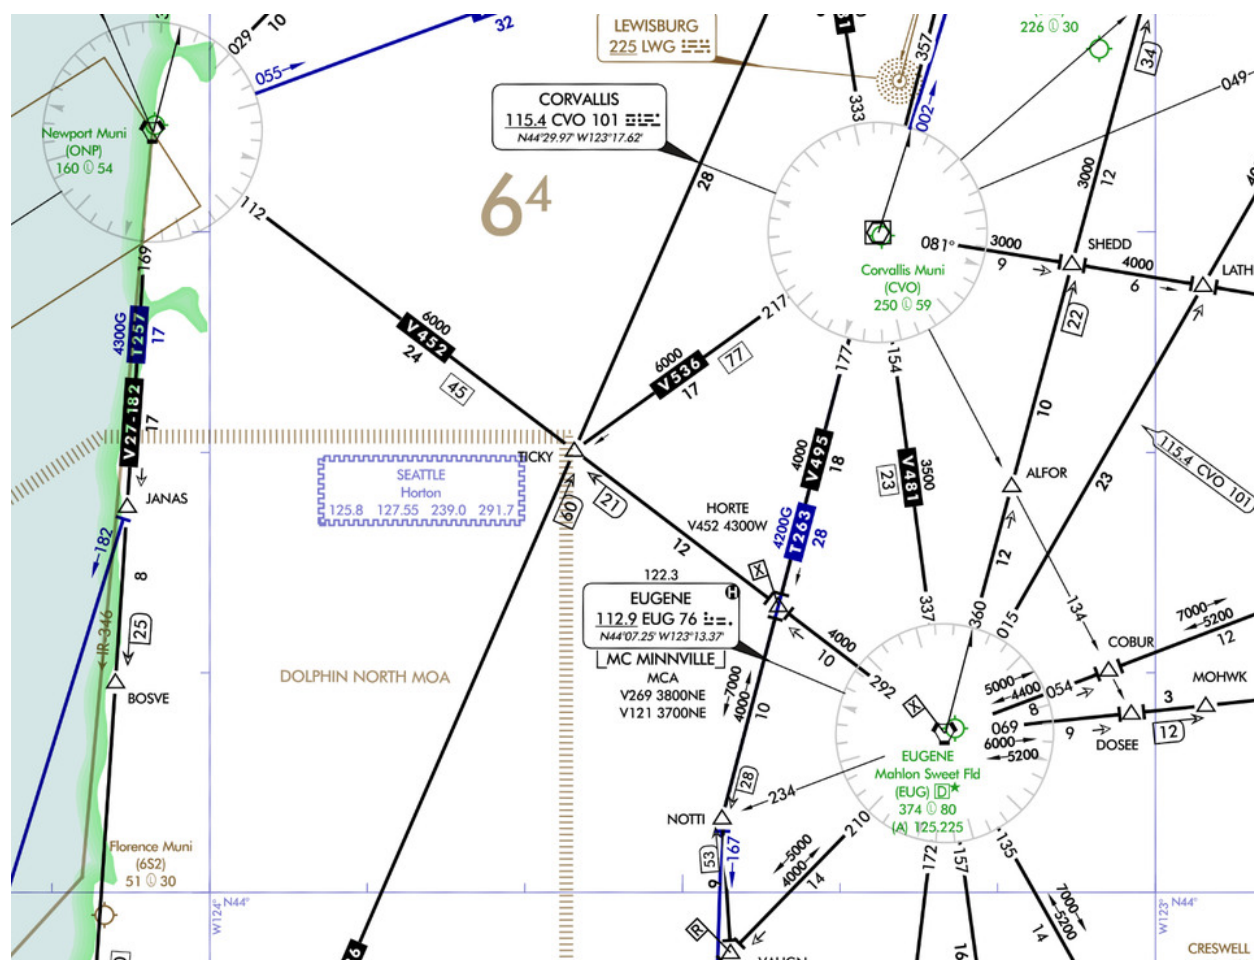 029
10
055
32
LEWISBURG
225 LWG
357
002
333
226 Ⓛ 30
34
049
CORVALLIS
115.4 CVO 101
N44°29.97' W123°17.62'
Newport Muni
(ONP)
160 Ⓛ 54
28
6⁴
3000
12
112
169
081°
3000
9
SHEDD
4000
6
Corvallis Muni
(CVO)
250 Ⓛ 59
22
217
4300G
T257
17
6000
V452
24
45
6000
V536
17
77
177
154
V27-182
17
10
4000
V495
18
3500
V481
23
115.4 CVO 101
TICKY
SEATTLE
Horton
125.8 127.55 239.0 291.7
JANAS
60
21
HORTE
V452 4300W
4200G
T263
28
ALFOR
23
182
12
12
8
122.3
X
H
EUGENE
112.9 EUG 76
N44°07.25' W123°13.37'
MC MINNVILLE
MCA
V269 3800NE
V121 3700NE
337
360
015
134
7000
5200
12
25
IR-346
4000
10
COBUR
DOLPHIN NORTH MOA
BOSVE
7000
4000
10
292
X
5000
4400
054
8
MOHWK
3
069
9
6000
5200
DOSEE
12
EUGENE
Mahlon Sweet Fld
(EUG) D★
374 Ⓛ 80
(A) 125.225
28
234
NOTTI
210
Florence Muni
(6S2)
51 Ⓛ 30
53
167
9
5000
4000
14
172
157
135
7000
5200
14
16
W124°
N44°
W123°
N44°
R
CRESWELL